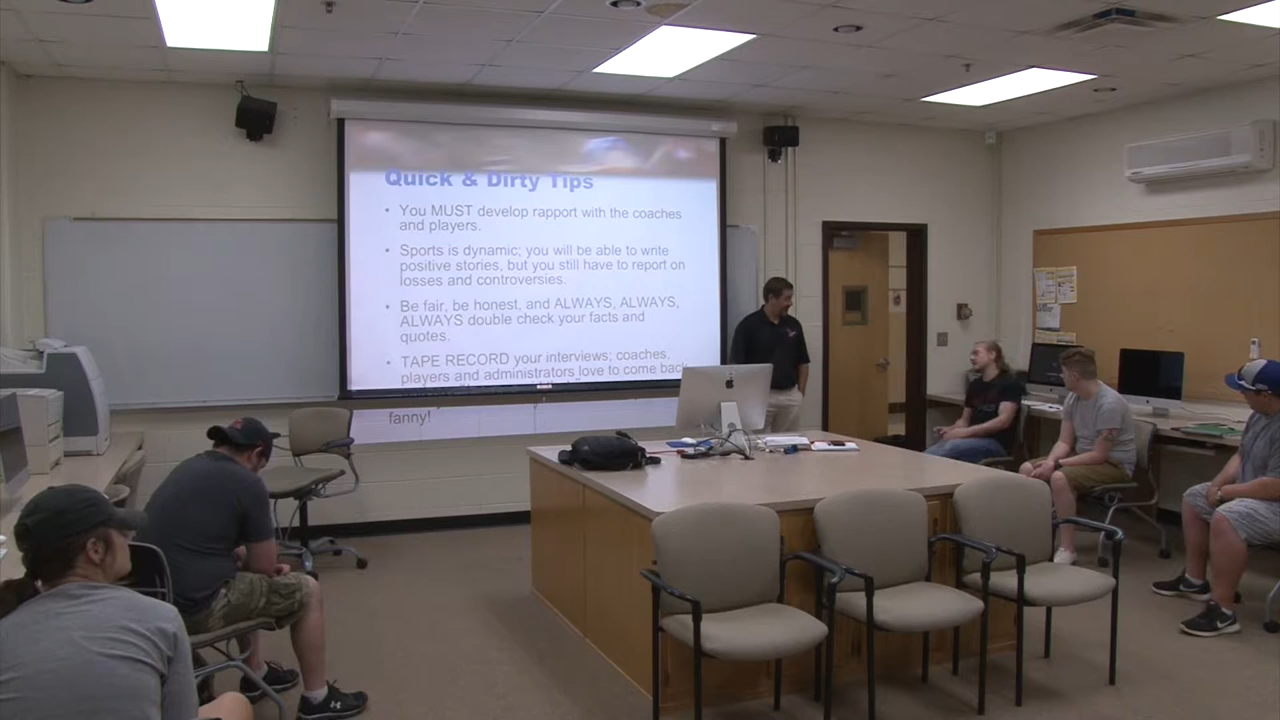 Quick & Dirty Tips
• You MUST develop rapport with the coaches
and players.
• Sports is dynamic; you will be able to write
positive stories, but you still have to report on
losses and controversies.
• Be fair, be honest, and ALWAYS, ALWAYS,
ALWAYS double check your facts and
quotes.
• TAPE RECORD your interviews; coaches,
players and administrators love to come back
fanny!